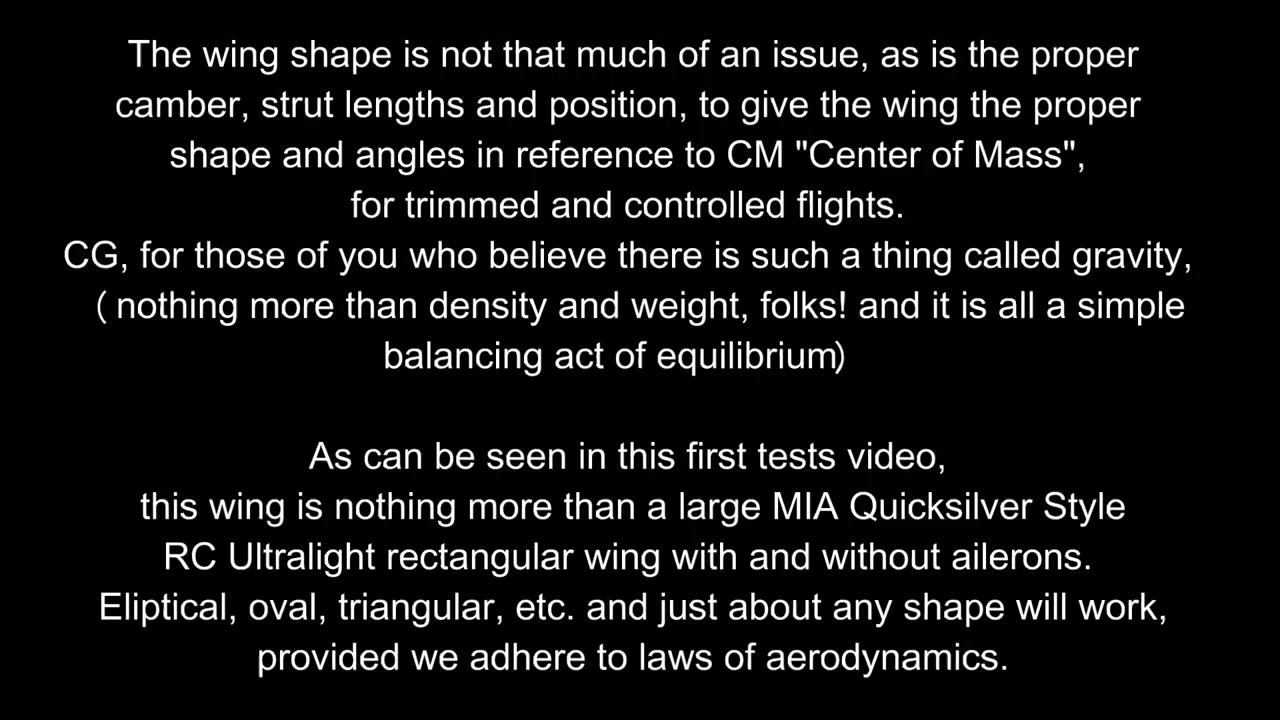 The wing shape is not that much of an issue, as is the proper
camber, strut lengths and position, to give the wing the proper
shape and angles in reference to CM "Center of Mass",
for trimmed and controlled flights.
CG, for those of you who believe there is such a thing called gravity,
( nothing more than density and weight, folks! and it is all a simple
balancing act of equilibrium)
As can be seen in this first tests video,
this wing is nothing more than a large MIA Quicksilver Style
RC Ultralight rectangular wing with and without ailerons.
Eliptical, oval, triangular, etc. and just about any shape will work,
provided we adhere to laws of aerodynamics.